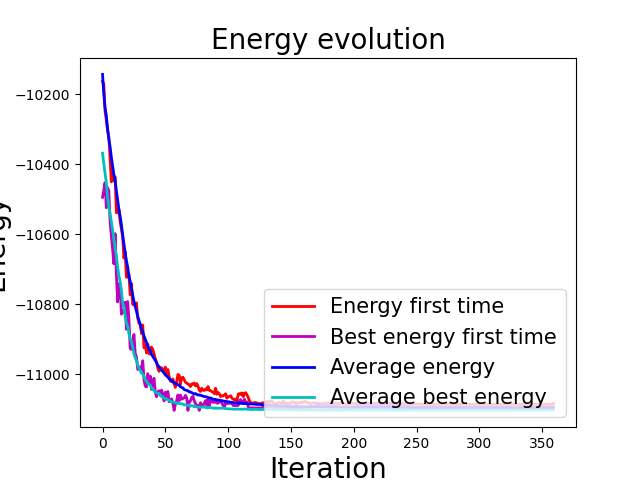 Energy evolution
Energy
−10200
−10400
−10600
−10800
−11000
0 50 100 150 200 250 300 350
Iteration
Energy first time
Best energy first time
Average energy
Average best energy